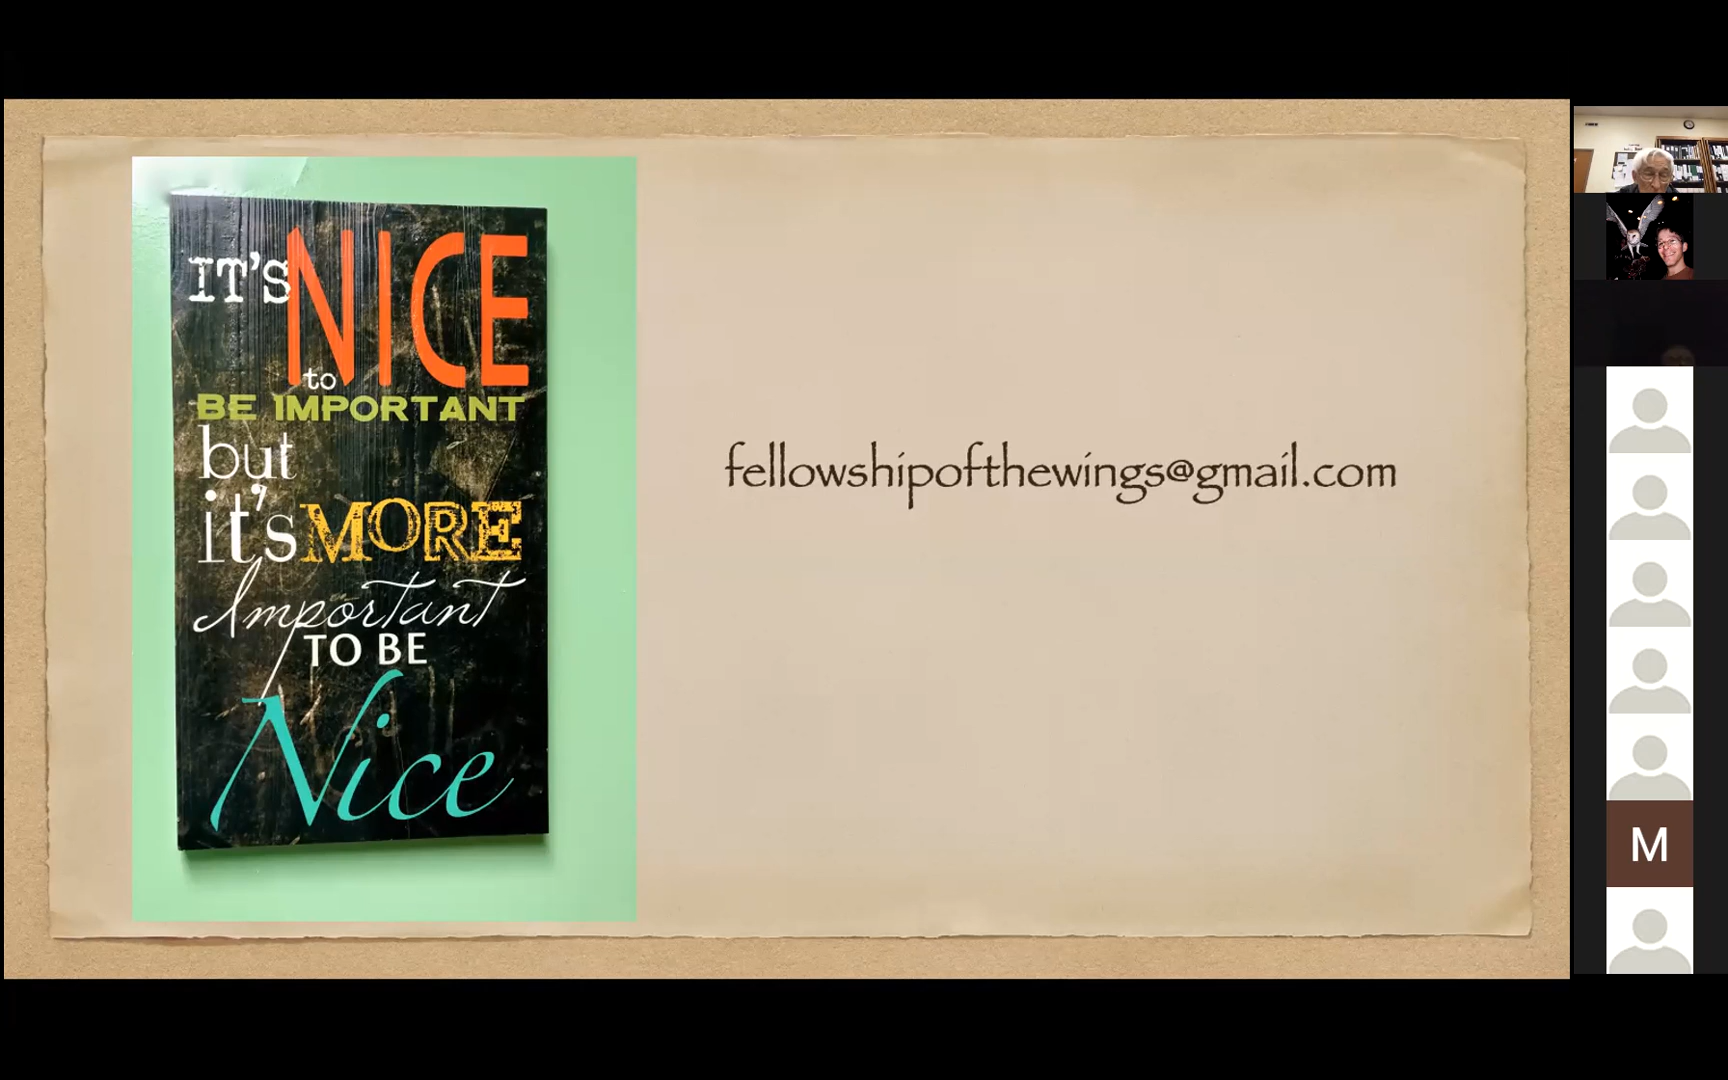 IT'S NICE
to
BE IMPORTANT
but
it's MORE
Important
TO BE
Nice
fellowshipofthewings@gmail.com
M